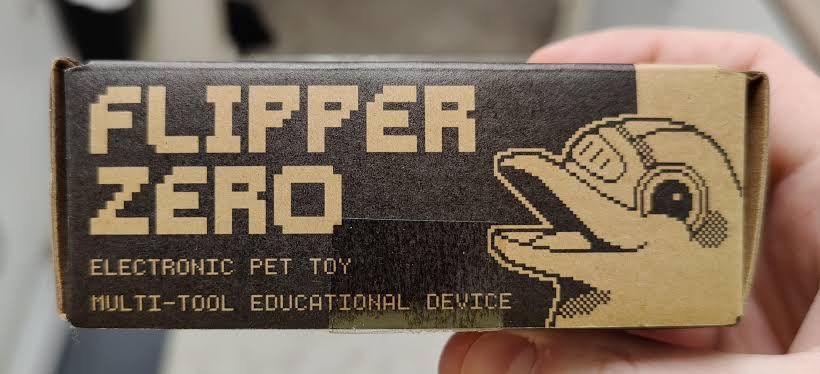 FLIPPER
ZERO
ELECTRONIC PET TOY
MULTI-TOOL EDUCATIONAL DEVICE